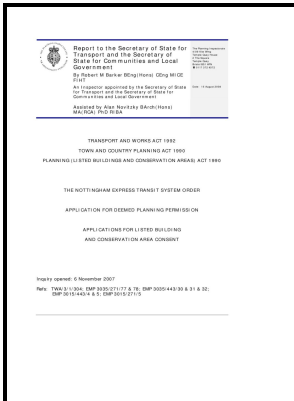 Report to the Secretary of State for
Transport and the Secretary of
State for Communities and Local
Government
By Robert M Barker BEng(Hons) CEng MICE
FIHT
An Inspector appointed by the Secretary of State
for Transport and the Secretary of State for
Communities and Local Government
Assisted by Alan Novitzky BArch(Hons)
MA(RCA) PhD RIBA
The Planning Inspectorate
TRANSPORT AND WORKS ACT 1992
TOWN AND COUNTRY PLANNING ACT 1990
PLANNING (LISTED BUILDINGS AND CONSERVATION AREAS) ACT 1990
THE NOTTINGHAM EXPRESS TRANSIT SYSTEM ORDER
APPLICATION FOR DEEMED PLANNING PERMISSION
APPLICATIONS FOR LISTED BUILDING
AND CONSERVATION AREA CONSENT
Inquiry opened: 6 November 2007
Refs: TWA/3/1/304; EMP 3035/271/77 & 78; EMP 3035/443/30 & 31 & 32;
EMP 3015/443/4 & 5; EMP 3015/271/5